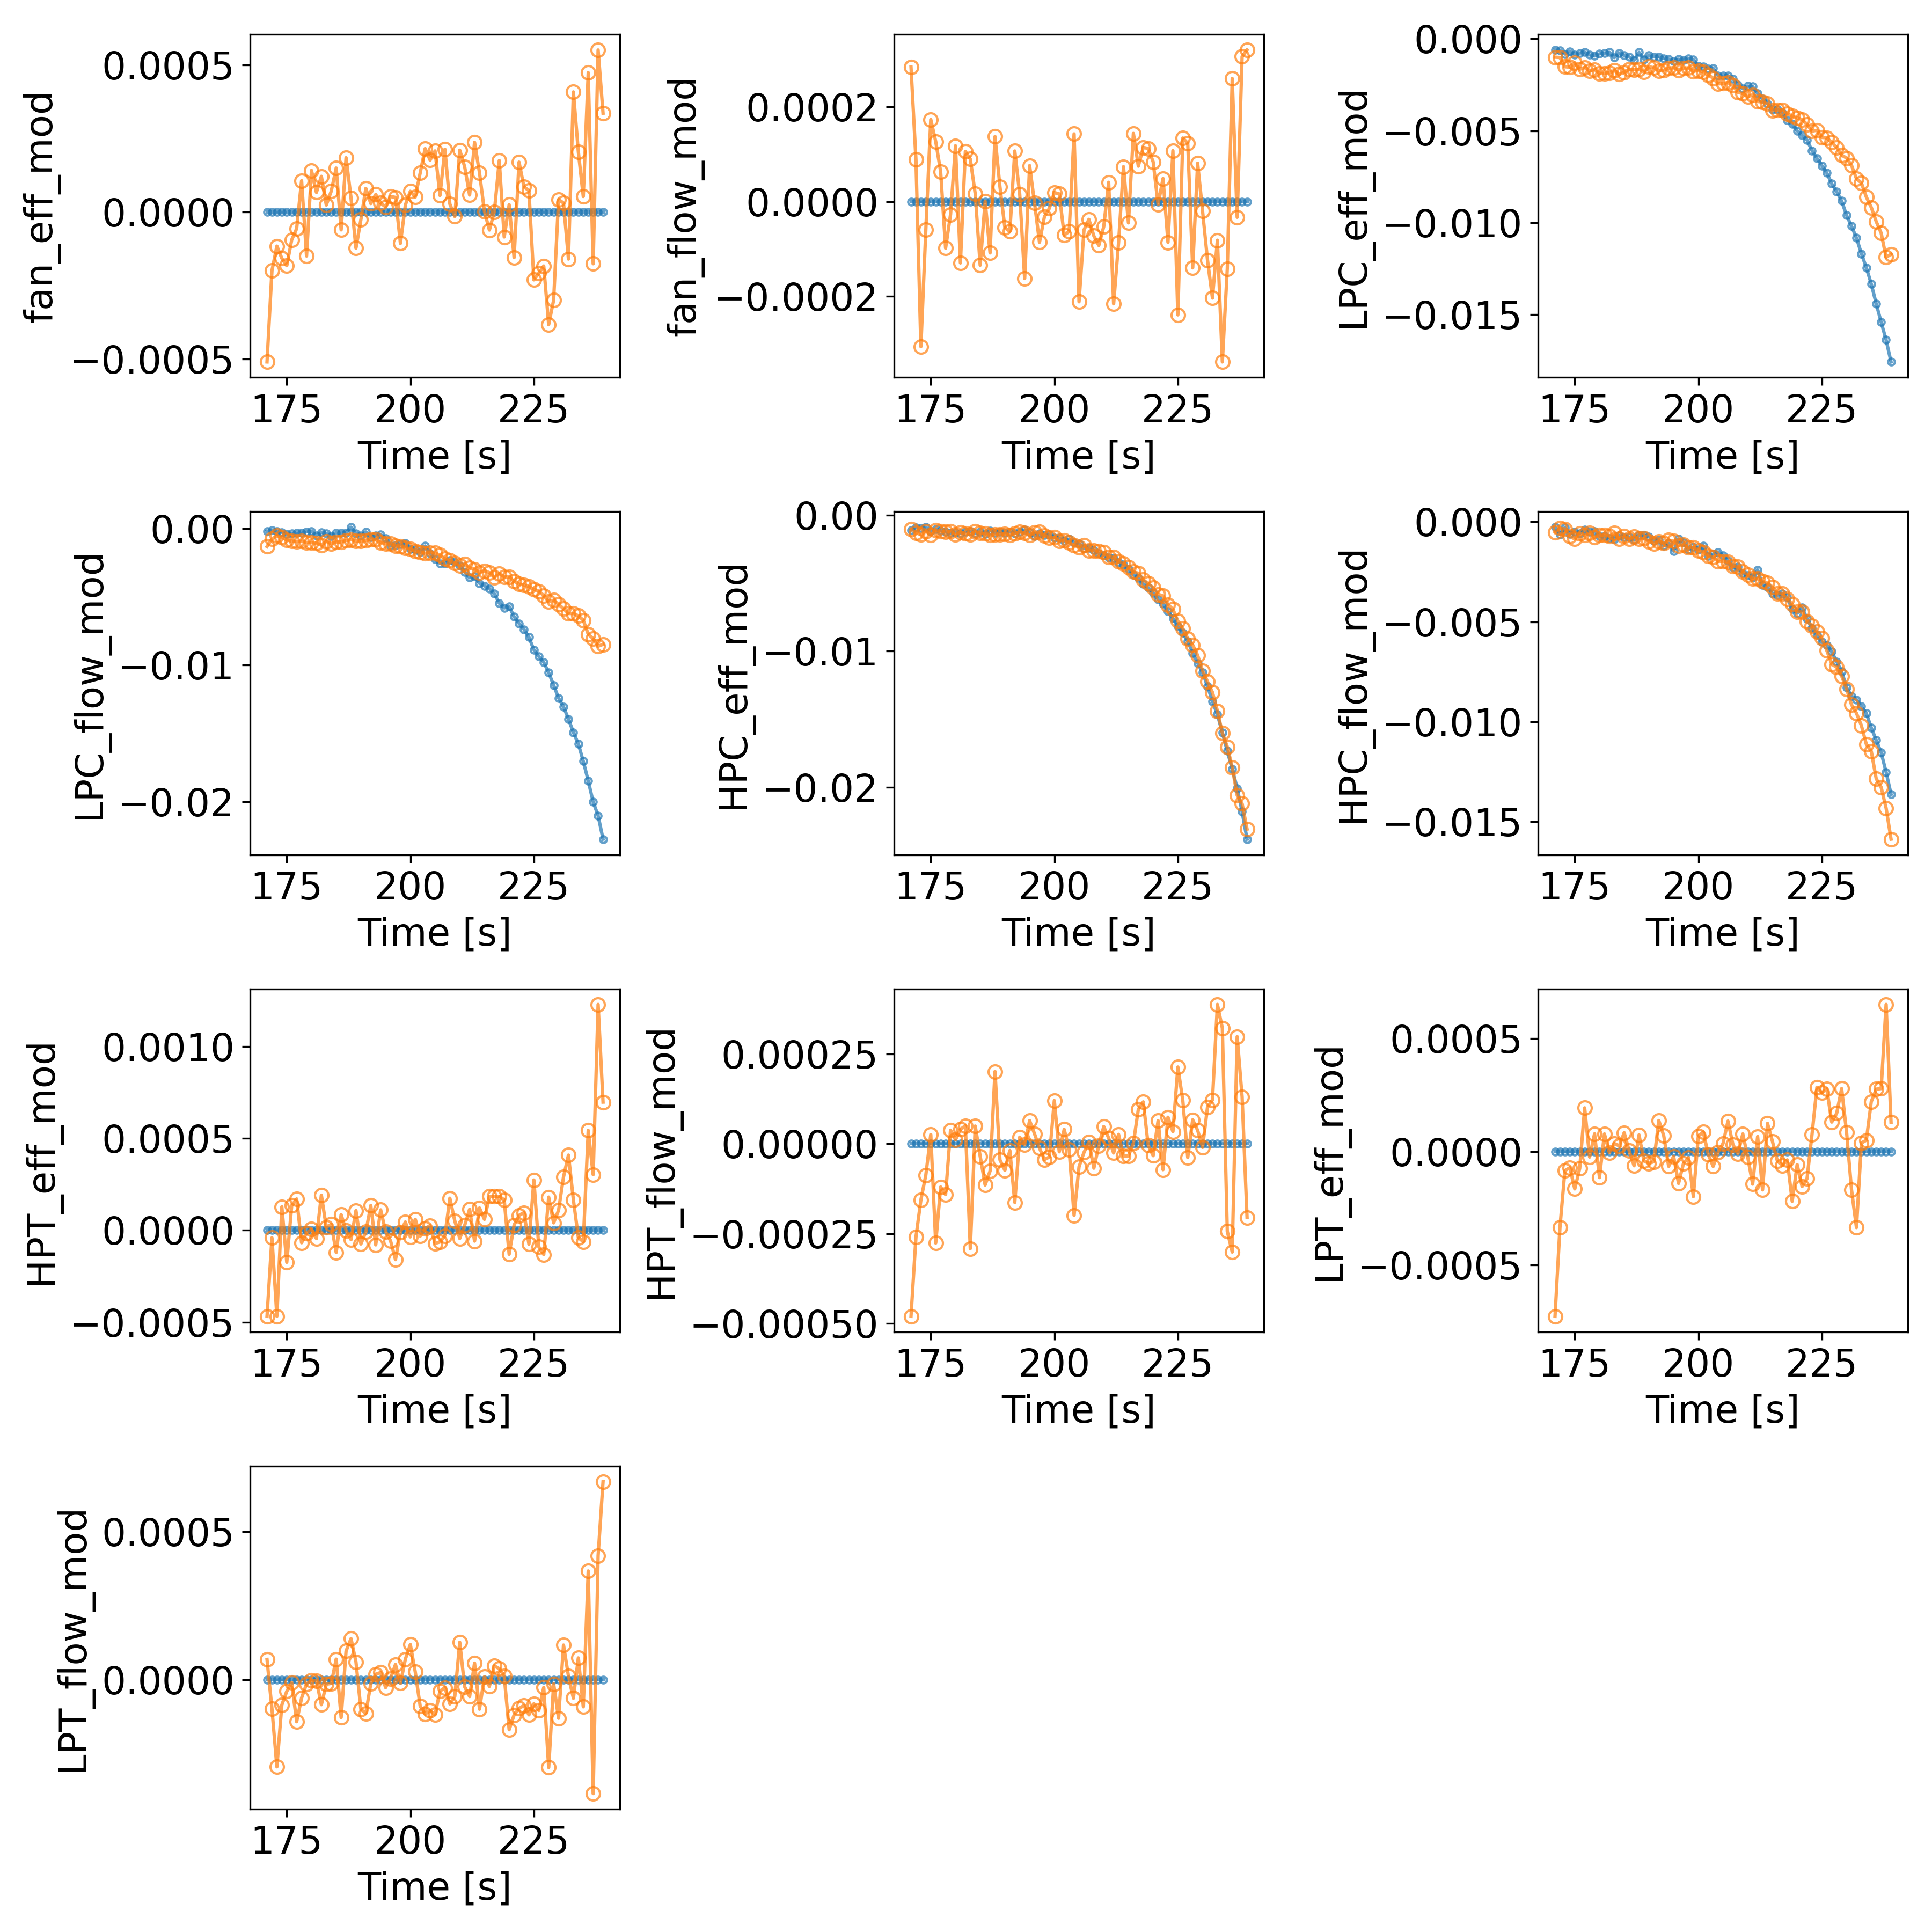 fan_eff_mod
0.0005
0.0000
−0.0005
175 200 225
Time [s]
fan_flow_mod
0.0002
0.0000
−0.0002
175 200 225
Time [s]
LPC_eff_mod
0.000
−0.005
−0.010
−0.015
175 200 225
Time [s]
LPC_flow_mod
0.00
−0.01
−0.02
175 200 225
Time [s]
HPC_eff_mod
0.00
−0.01
−0.02
175 200 225
Time [s]
HPC_flow_mod
0.000
−0.005
−0.010
−0.015
175 200 225
Time [s]
HPT_eff_mod
0.0010
0.0005
0.0000
−0.0005
175 200 225
Time [s]
HPT_flow_mod
0.00025
0.00000
−0.00025
−0.00050
175 200 225
Time [s]
LPT_eff_mod
0.0005
0.0000
−0.0005
175 200 225
Time [s]
LPT_flow_mod
0.0005
0.0000
175 200 225
Time [s]